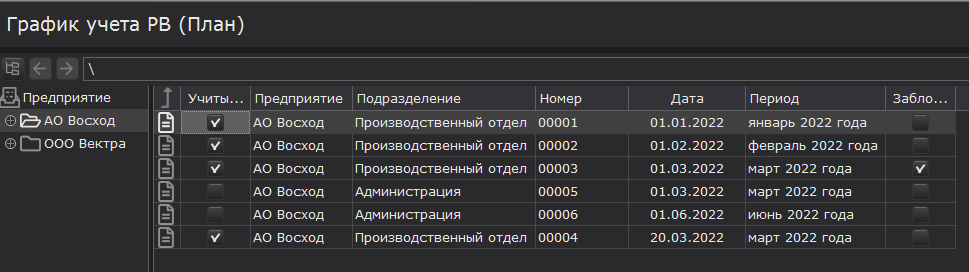 График учета РВ (План)
\
Предприятие
АО Восход
ООО Вектра
Учиты... Предприятие Подразделение Номер Дата Период Забло...
АО Восход Производственный отдел 00001 01.01.2022 январь 2022 года
АО Восход Производственный отдел 00002 01.02.2022 февраль 2022 года
АО Восход Производственный отдел 00003 01.03.2022 март 2022 года
АО Восход Администрация 00005 01.03.2022 март 2022 года
АО Восход Администрация 00006 01.06.2022 июнь 2022 года
АО Восход Производственный отдел 00004 20.03.2022 март 2022 года